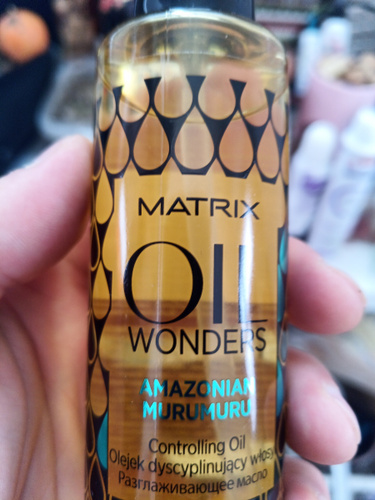 MATRIX
OIL
WONDERS
AMAZONIAN
MURUMURU
Controlling Oil
Olejek dyscyplinujący włosy
Разглаживающее масло